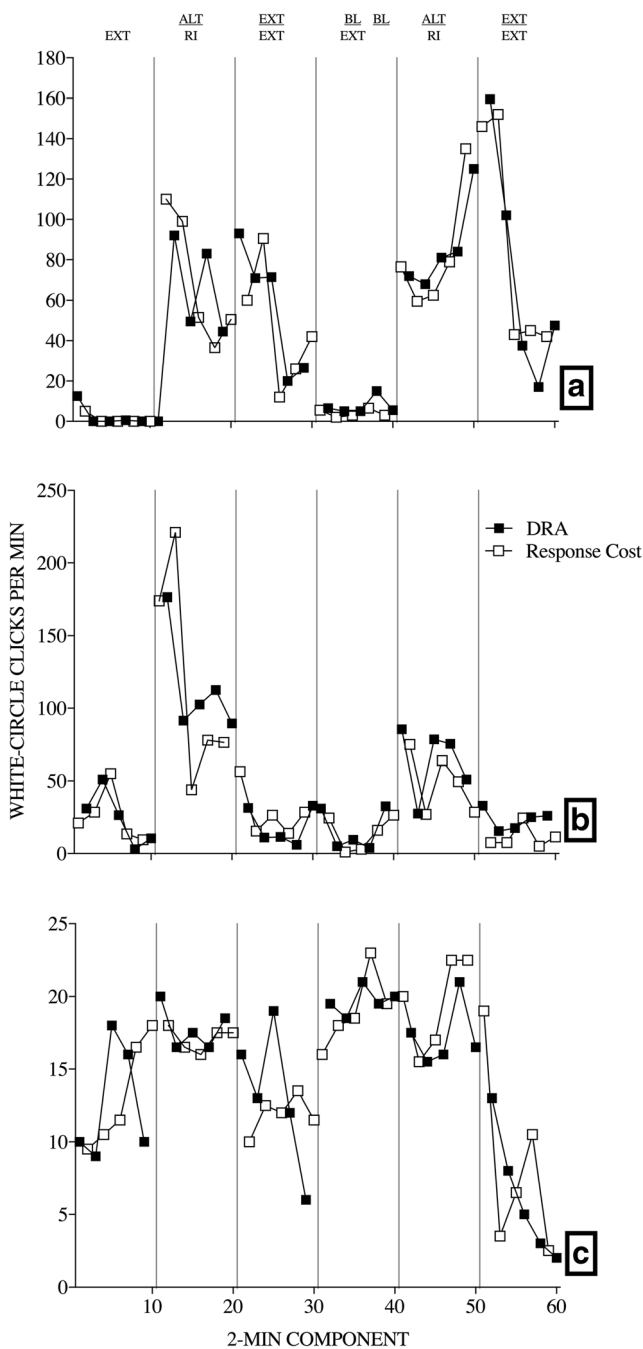 ALT EXT BL BL ALT EXT
EXT RI EXT EXT RI EXT
180
160
140
120
100
80
60
40
20
0
a
250
200
150
100
50
0
DRA
Response Cost
b
WHITE-CIRCLE CLICKS PER MIN
25
20
15
10
5
0
c
10 20 30 40 50 60
2-MIN COMPONENT